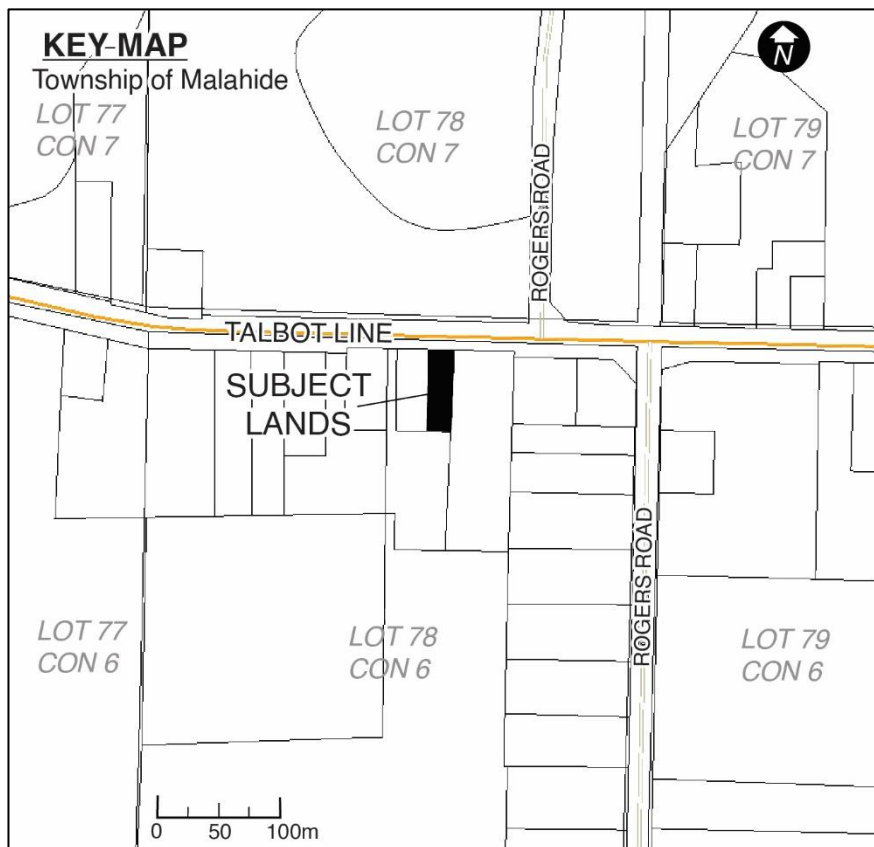 KEY MAP
Township of Malahide
N
LOT 77
CON 7
LOT 78
CON 7
LOT 79
CON 7
ROGERS ROAD
TALBOT LINE
SUBJECT
LANDS
ROGERS ROAD
LOT 77
CON 6
LOT 78
CON 6
LOT 79
CON 6
0 50 100m